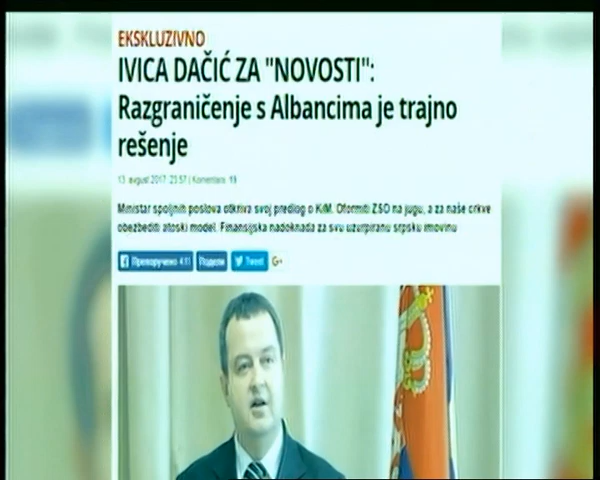 EKSKLUZIVNO
IVICA DAČIĆ ZA "NOVOSTI":
Razgraničenje s Albancima je trajno
rešenje
13. avgust 2017. 23:57 | Komentara: 19
Ministar spoljnih poslova otkriva svoj predlog o KiM. Oformiti ZSO na jugu, a za naše crkve
obezbediti atoski model. Finansijska nadoknada za svu uzurpiranu srpsku imovinu
Препоручено 411 Подели Tweet G+